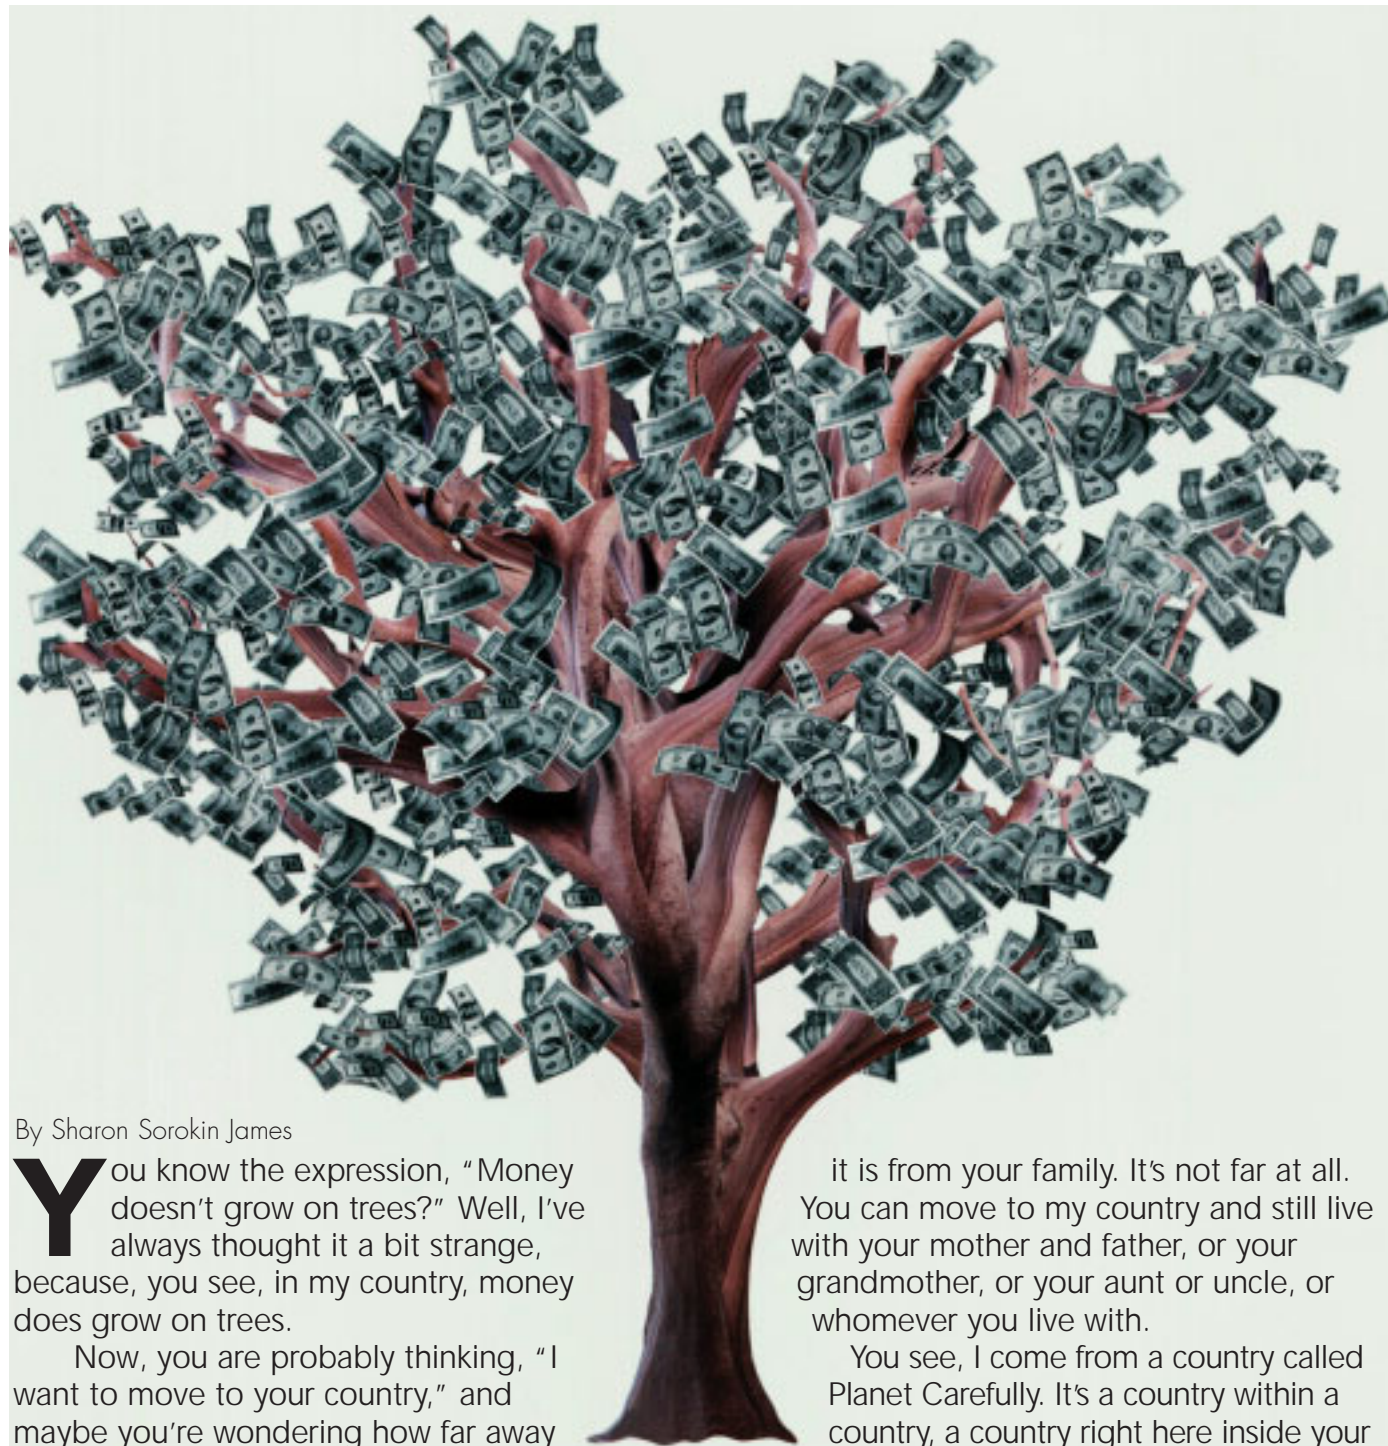 By Sharon Sorokin James
You know the expression, “Money
doesn't grow on trees?” Well, I've
always thought it a bit strange,
because, you see, in my country, money
does grow on trees.
Now, you are probably thinking, “I
want to move to your country,” and
maybe you're wondering how far away
it is from your family. It's not far at all.
You can move to my country and still live
with your mother and father, or your
grandmother, or your aunt or uncle, or
whomever you live with.
You see, I come from a country called
Planet Carefully. It's a country within a
country, a country right here inside your